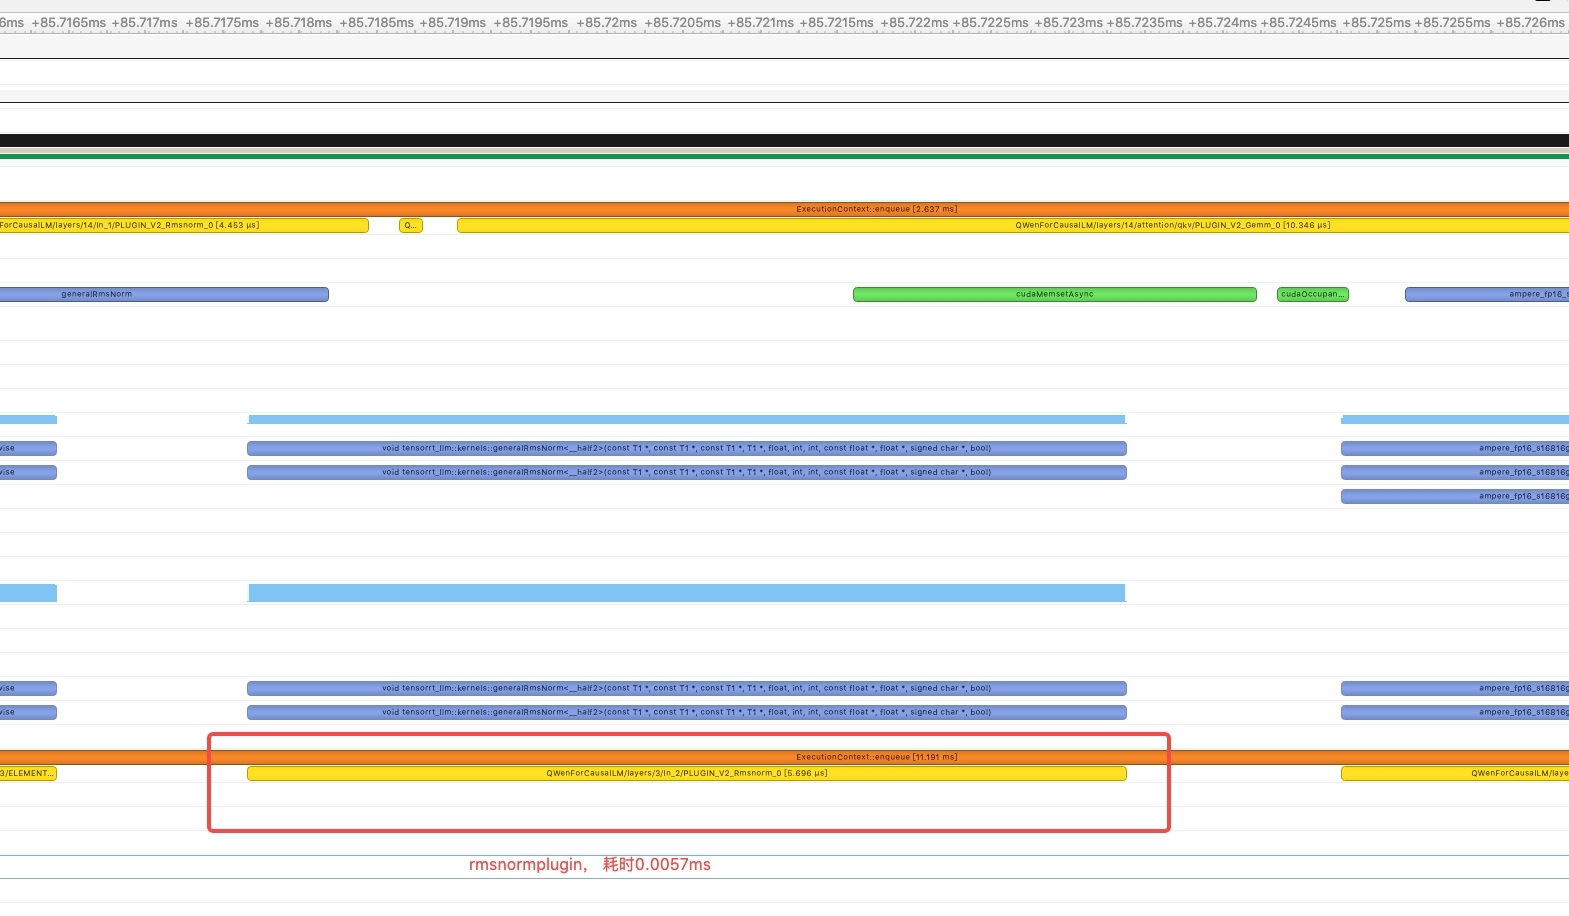 6ms +85.7165ms +85.717ms +85.7175ms +85.718ms +85.7185ms +85.719ms +85.7195ms +85.72ms +85.7205ms +85.721ms +85.7215ms +85.722ms +85.7225ms +85.723ms +85.7235ms +85.724ms +85.7245ms +85.725ms +85.7255ms +85.726ms
ExecutionContext::enqueue [2.637 ms]
ForCausalLM/layers/14/ln_1/PLUGIN_V2_Rmsnorm_0 [4.453 μs] Q... QWenForCausalLM/layers/14/attention/qkv/PLUGIN_V2_Gemm_0 [10.346 μs]
generalRmsNorm cudaMemsetAsync cudaOccupan... ampere_fp16_s
wise void tensorrt_llm::kernels::generalRmsNorm<__half2>(const T1 *, const T1 *, const T1 *, T1 *, float, int, int, const float *, float *, signed char *, bool) ampere_fp16_s16816g
wise void tensorrt_llm::kernels::generalRmsNorm<__half2>(const T1 *, const T1 *, const T1 *, T1 *, float, int, int, const float *, float *, signed char *, bool) ampere_fp16_s16816g
ampere_fp16_s16816g
wise void tensorrt_llm::kernels::generalRmsNorm<__half2>(const T1 *, const T1 *, const T1 *, T1 *, float, int, int, const float *, float *, signed char *, bool) ampere_fp16_s16816g
wise void tensorrt_llm::kernels::generalRmsNorm<__half2>(const T1 *, const T1 *, const T1 *, T1 *, float, int, int, const float *, float *, signed char *, bool) ampere_fp16_s16816g
ExecutionContext::enqueue [11.191 ms]
3/ELEMENT... QWenForCausalLM/layers/3/ln_2/PLUGIN_V2_Rmsnorm_0 [5.696 μs] QWenForCausalLM/laye
rmsnormplugin， 耗时0.0057ms